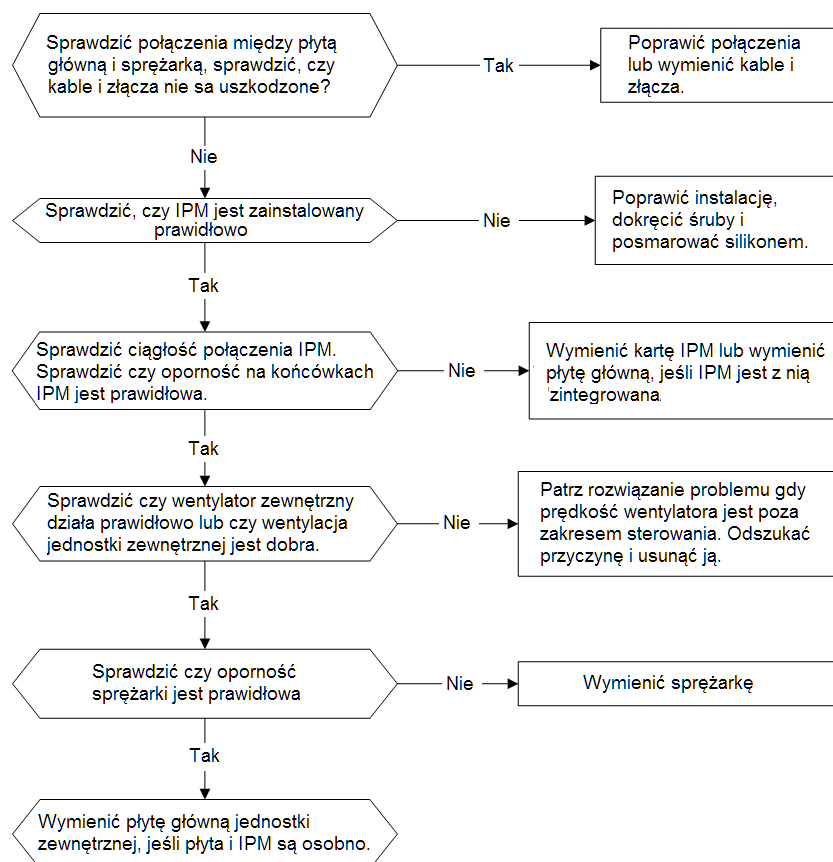 Sprawdzić połączenia między płytą
główną i sprężarką, sprawdzić, czy
kable i złącza nie sa uszkodzone?
Tak
Poprawić połączenia
lub wymienić kable i
złącza.
Nie
Sprawdzić, czy IPM jest zainstalowany
prawidłowo
Nie
Poprawić instalację,
dokręcić śruby i
posmarować silikonem.
Tak
Sprawdzić ciągłość połączenia IPM.
Sprawdzić czy oporność na końcówkach
IPM jest prawidłowa.
Nie
Wymienić kartę IPM lub wymienić
płytę główną, jeśli IPM jest z nią
zintegrowana.
Tak
Sprawdzić czy wentylator zewnętrzny
działa prawidłowo lub czy wentylacja
jednostki zewnętrznej jest dobra.
Nie
Patrz rozwiązanie problemu gdy
prędkość wentylatora jest poza
zakresem sterowania. Odszukać
przyczynę i usunąć ją.
Tak
Sprawdzić czy oporność
sprężarki jest prawidłowa
Nie
Wymienić sprężarkę
Tak
Wymienić płytę główną jednostki
zewnętrznej, jeśli płyta i IPM są osobno.